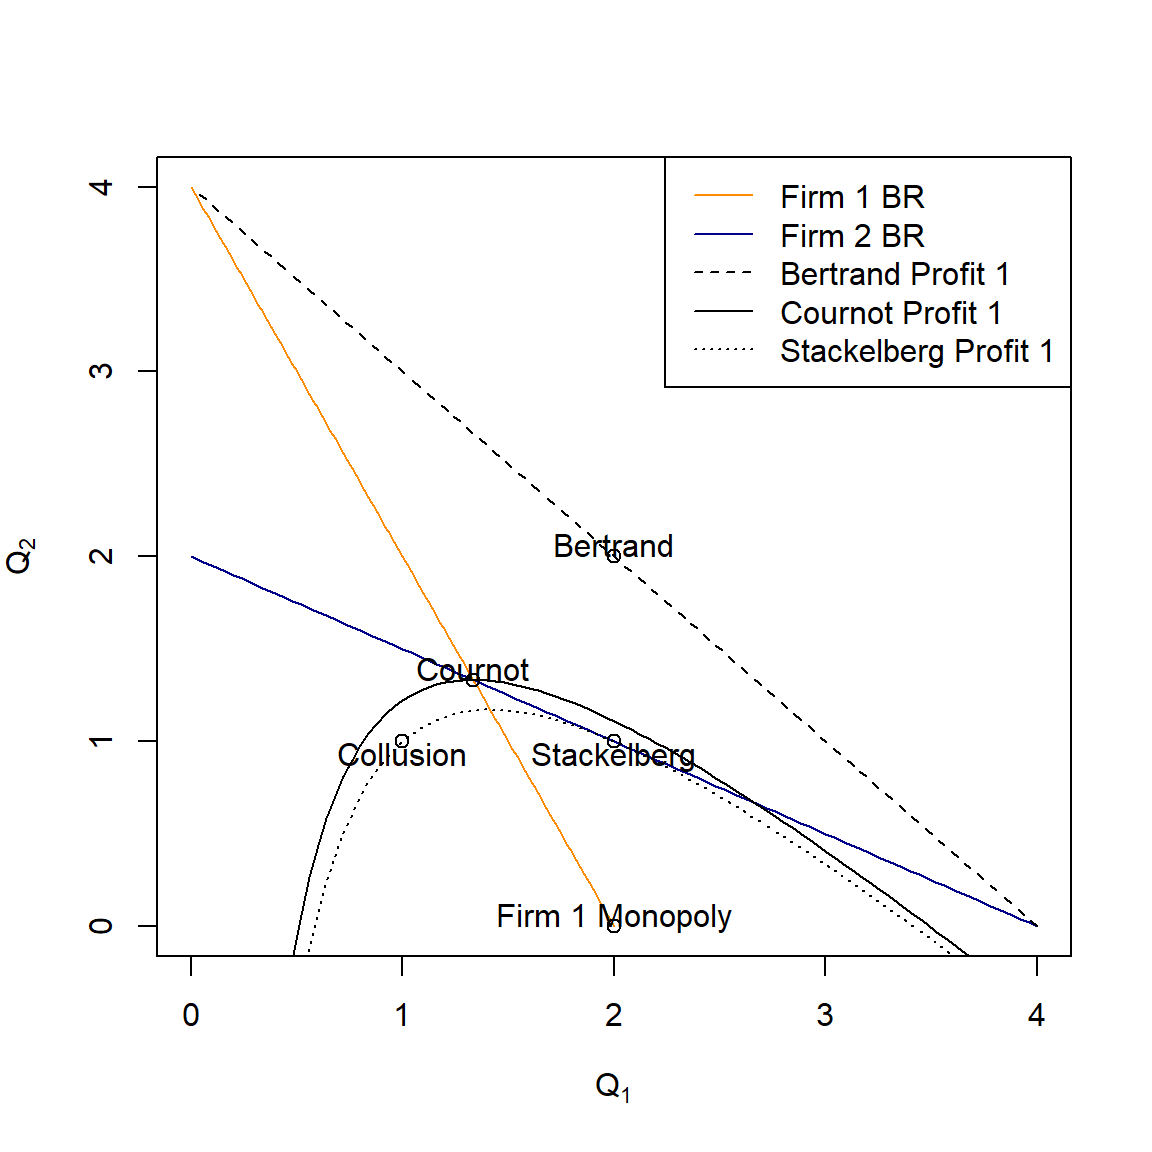 4
3
2
1
0
Q2
Firm 1 BR
Firm 2 BR
Bertrand Profit 1
Cournot Profit 1
Stackelberg Profit 1
Bertrand
Cournot
Collusion
Stackelberg
Firm 1 Monopoly
0 1 2 3 4
Q1